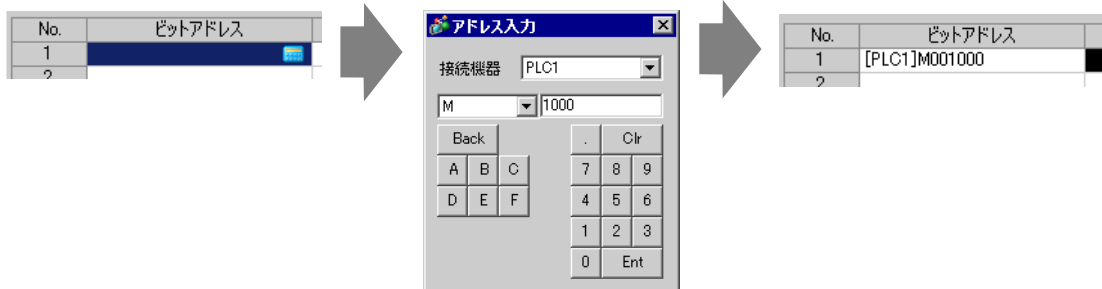 No. ビットアドレス
1
2
アドレス入力
接続機器 PLC1
M 1000
Back . Clr
A B C 7 8 9
D E F 4 5 6
1 2 3
0 Ent
No. ビットアドレス
1 [PLC1]M001000
2